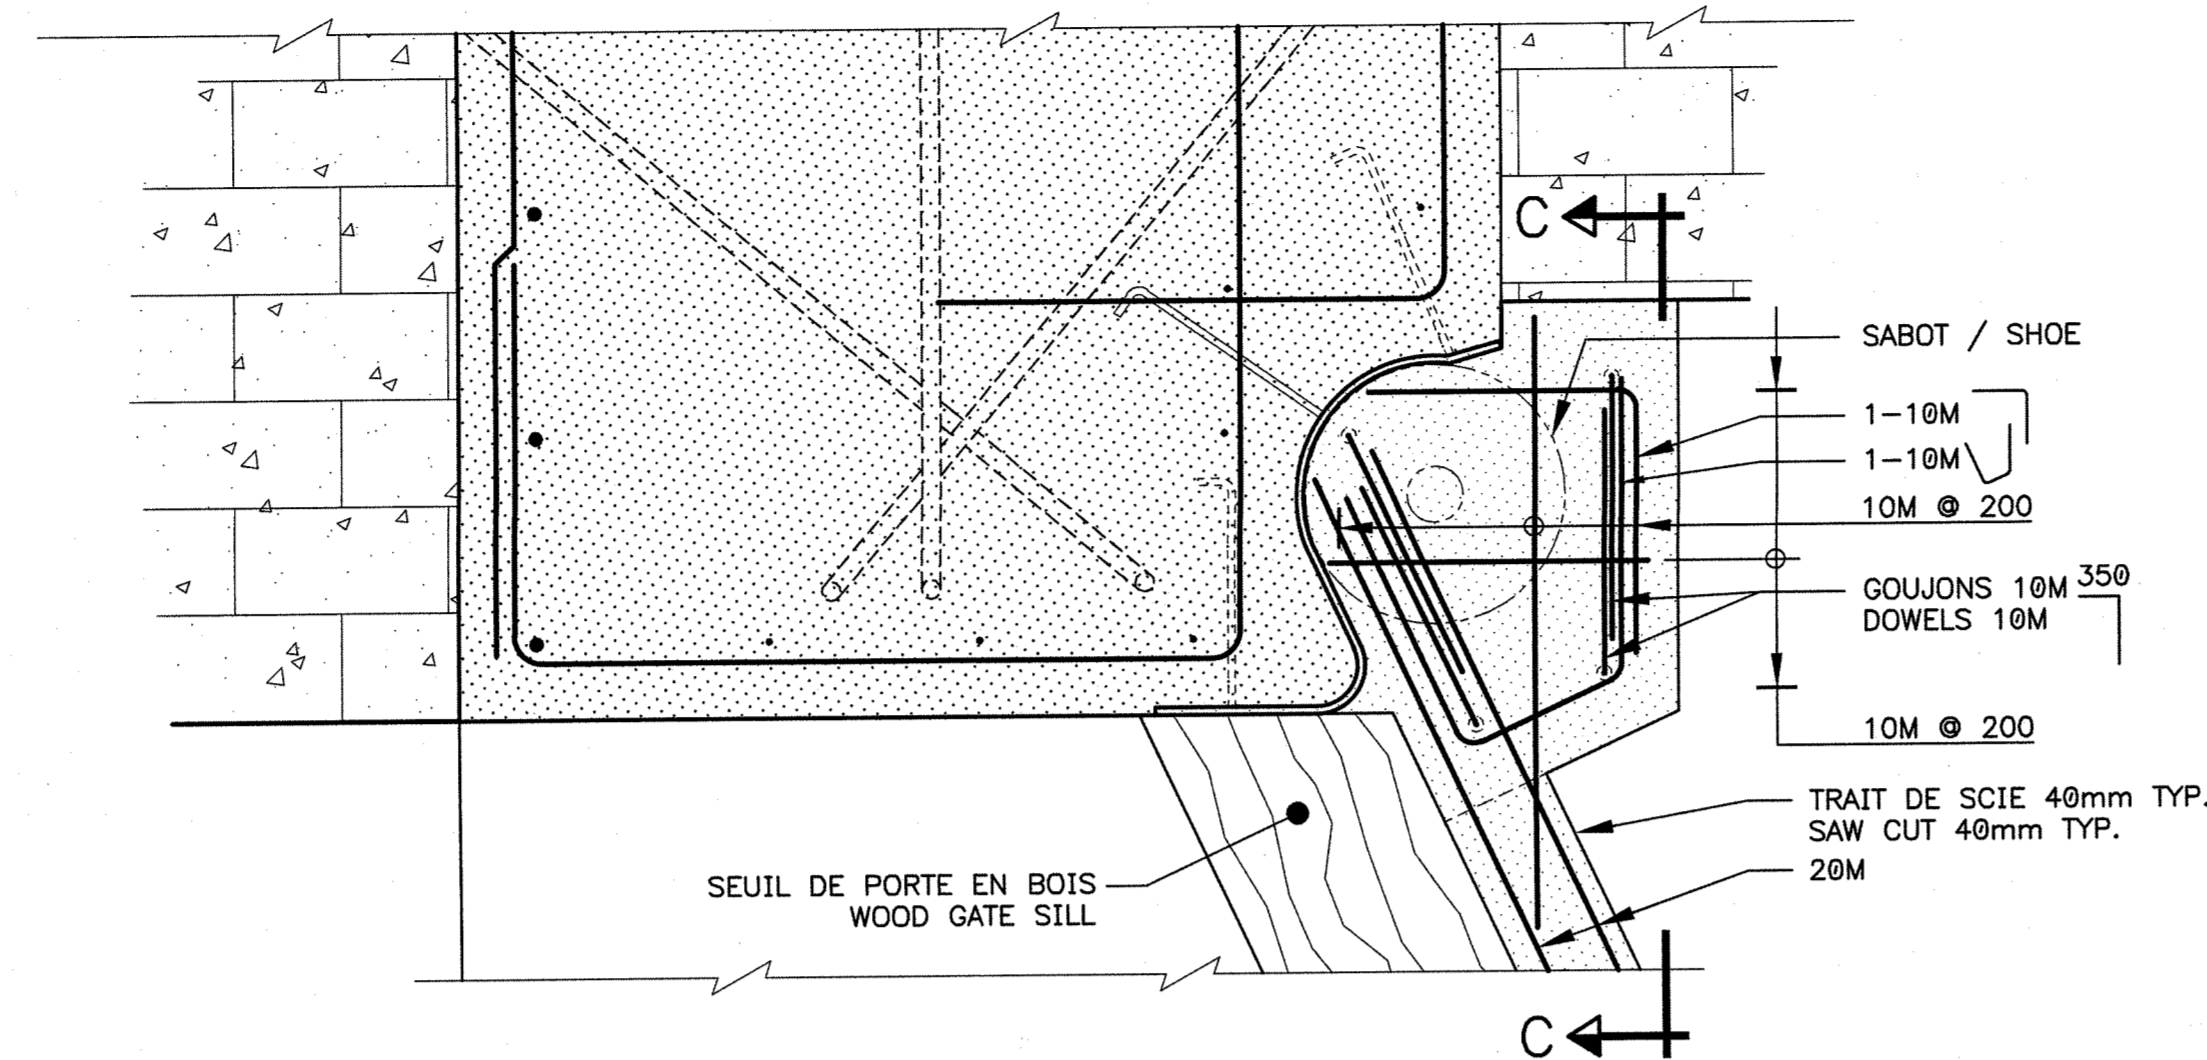 C
SABOT / SHOE
1-10M
1-10M
10M @ 200
GOUJONS 10M 350
DOWELS 10M
10M @ 200
TRAIT DE SCIE 40mm TYP.
SAW CUT 40mm TYP.
20M
SEUIL DE PORTE EN BOIS
WOOD GATE SILL
C